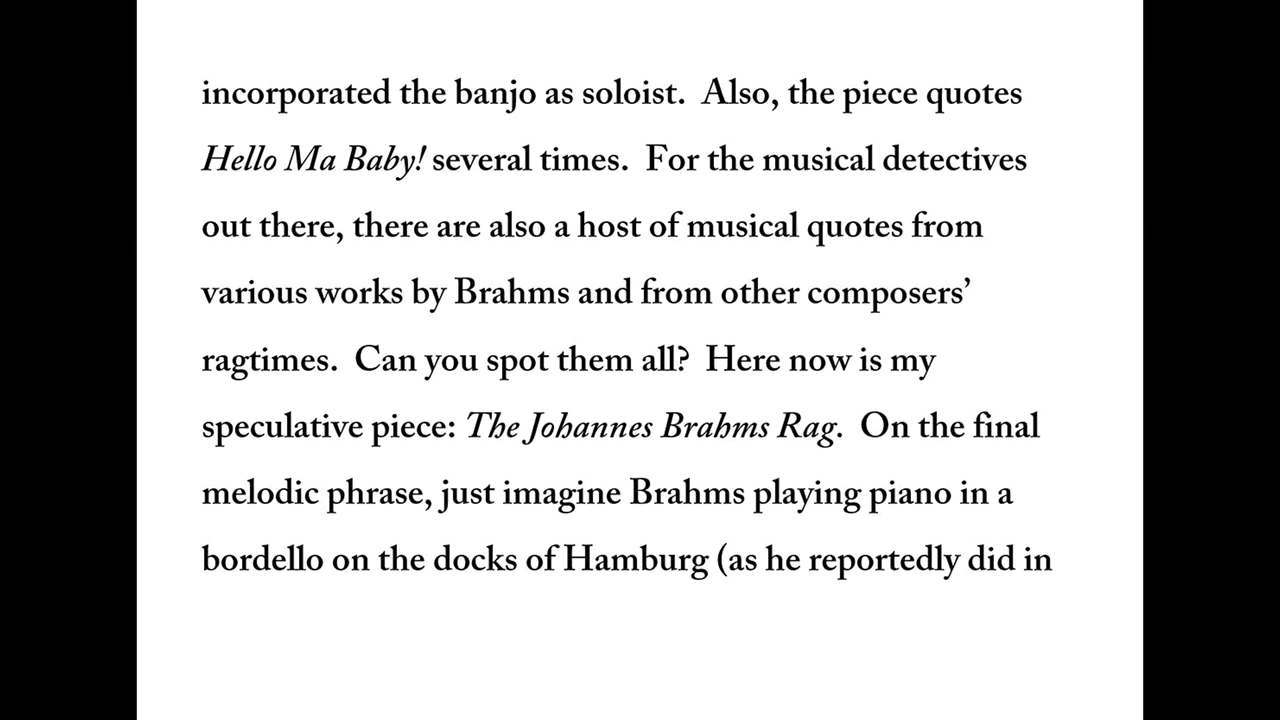 incorporated the banjo as soloist.  Also, the piece quotes
Hello Ma Baby! several times.  For the musical detectives
out there, there are also a host of musical quotes from
various works by Brahms and from other composers’
ragtimes.  Can you spot them all?  Here now is my
speculative piece: The Johannes Brahms Rag.  On the final
melodic phrase, just imagine Brahms playing piano in a
bordello on the docks of Hamburg (as he reportedly did in